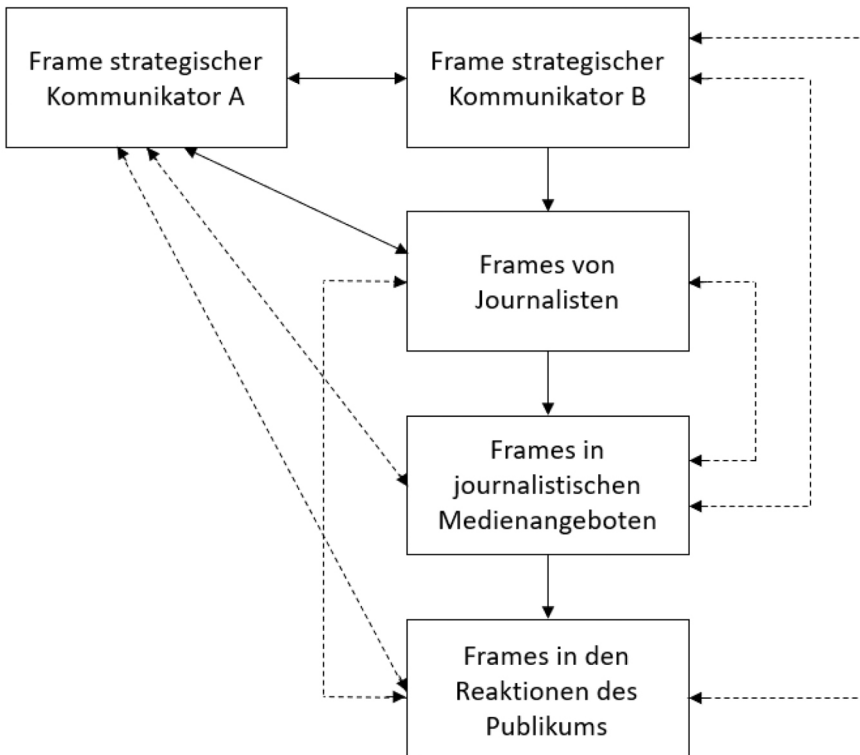 Frame strategischer
Kommunikator A
Frame strategischer
Kommunikator B
Frames von
Journalisten
Frames in
journalistischen
Medienangeboten
Frames in den
Reaktionen des
Publikums